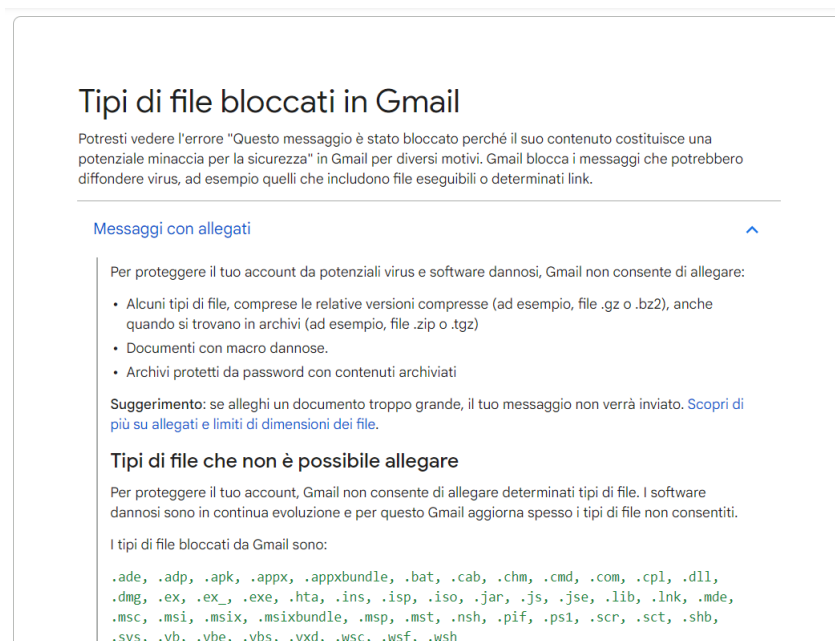 Tipi di file bloccati in Gmail
Potresti vedere l'errore "Questo messaggio è stato bloccato perché il suo contenuto costituisce una
potenziale minaccia per la sicurezza" in Gmail per diversi motivi. Gmail blocca i messaggi che potrebbero
diffondere virus, ad esempio quelli che includono file eseguibili o determinati link.
Messaggi con allegati
Per proteggere il tuo account da potenziali virus e software dannosi, Gmail non consente di allegare:
• Alcuni tipi di file, comprese le relative versioni compresse (ad esempio, file .gz o .bz2), anche
quando si trovano in archivi (ad esempio, file .zip o .tgz)
• Documenti con macro dannose.
• Archivi protetti da password con contenuti archiviati
Suggerimento: se alleghi un documento troppo grande, il tuo messaggio non verrà inviato. Scopri di
più su allegati e limiti di dimensioni dei file.
Tipi di file che non è possibile allegare
Per proteggere il tuo account, Gmail non consente di allegare determinati tipi di file. I software
dannosi sono in continua evoluzione e per questo Gmail aggiorna spesso i tipi di file non consentiti.
I tipi di file bloccati da Gmail sono:
.ade, .adp, .apk, .appx, .appxbundle, .bat, .cab, .chm, .cmd, .com, .cpl, .dll,
.dmg, .ex, .ex_, .exe, .hta, .ins, .isp, .iso, .jar, .js, .jse, .lib, .lnk, .mde,
.msc, .msi, .msix, .msixbundle, .msp, .mst, .nsh, .pif, .ps1, .scr, .sct, .shb,
.sys, .vb, .vbe, .vbs, .vxd, .wsc, .wsf, .wsh